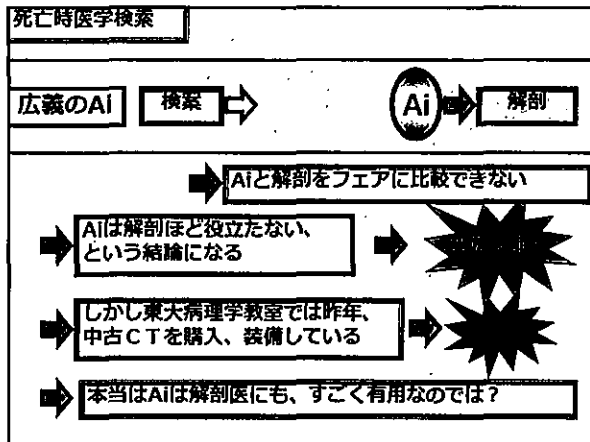 死亡時医学検索
広義のAi
検案
Ai
解剖
Aiと解剖をフェアに比較できない
Aiは解剖ほど役立たない、
という結論になる
しかし東大病理学教室では昨年、
中古CTを購入、装備している
本当はAiは解剖医にも、すごく有用なのでは?